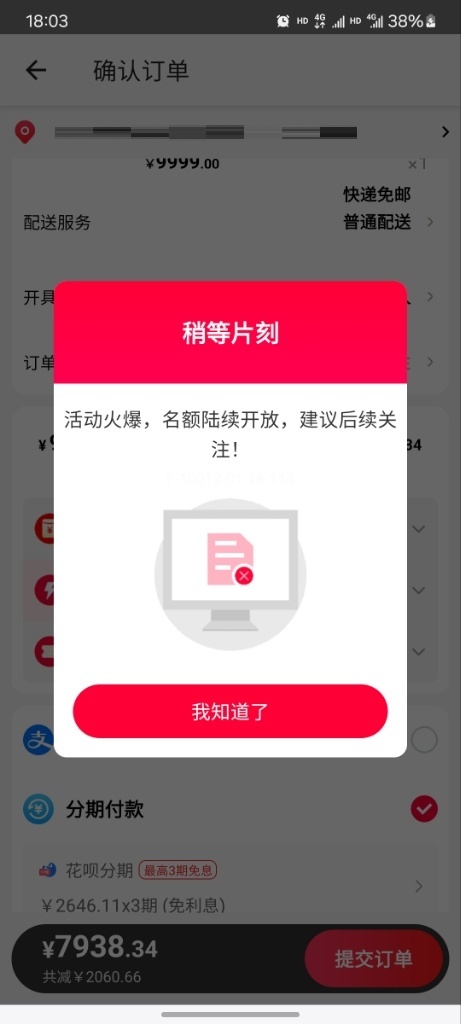 18:03
HD 4G HD 4G 38%
确认订单
¥9999.00 ×1
快递免邮
配送服务 普通配送
开具
订单
稍等片刻
活动火爆，名额陆续开放，建议后续关
注！
我知道了
分期付款
花呗分期 最高3期免息
¥2646.11x3期 (免利息)
¥7938.34
共减¥2060.66
提交订单